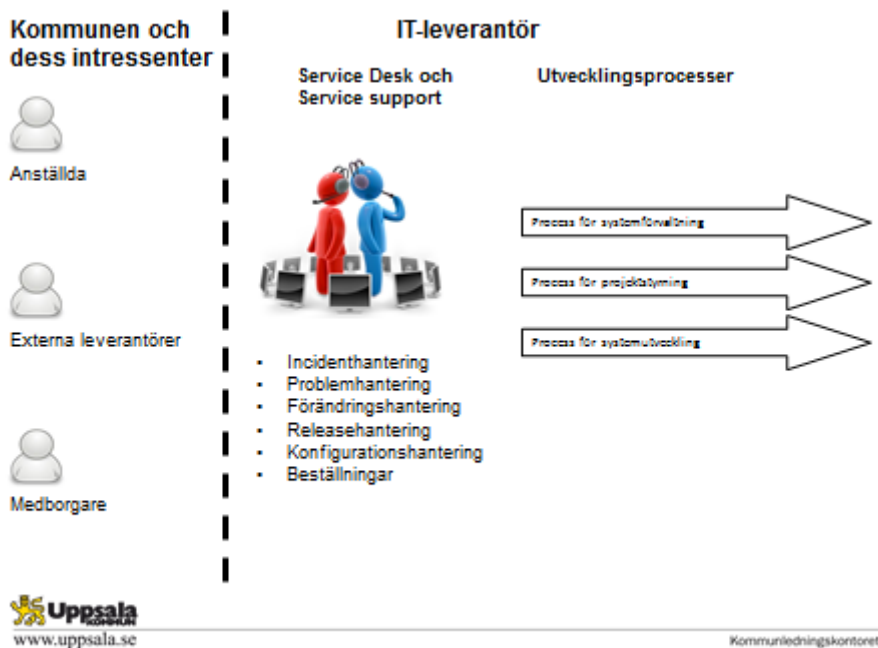 Kommunen och
dess intressenter
Anställda
Externa leverantörer
Medborgare
IT-leverantör
Service Desk och
Service support
Incidenthantering
Problemhantering
Förändringshantering
Releasehantering
Konfigurationshantering
Beställningar
Utvecklingsprocesser
Process för systemförvaltning
Process för projektstyrning
Process för systemutveckling
Uppsala
KOMMUN
www.uppsala.se
Kommunledningskontoret